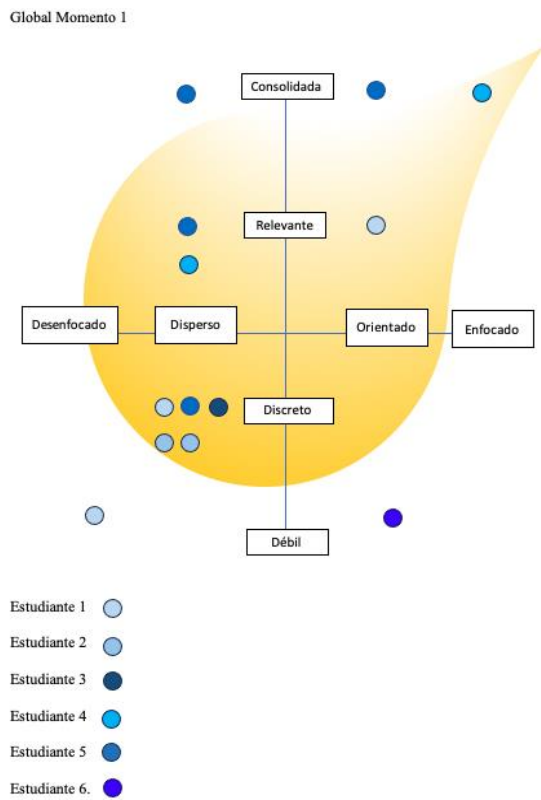 Global Momento 1
Consolidada
Relevante
Desenfocado
Disperso
Orientado
Enfocado
Discreto
Débil
Estudiante 1
Estudiante 2
Estudiante 3
Estudiante 4
Estudiante 5
Estudiante 6.